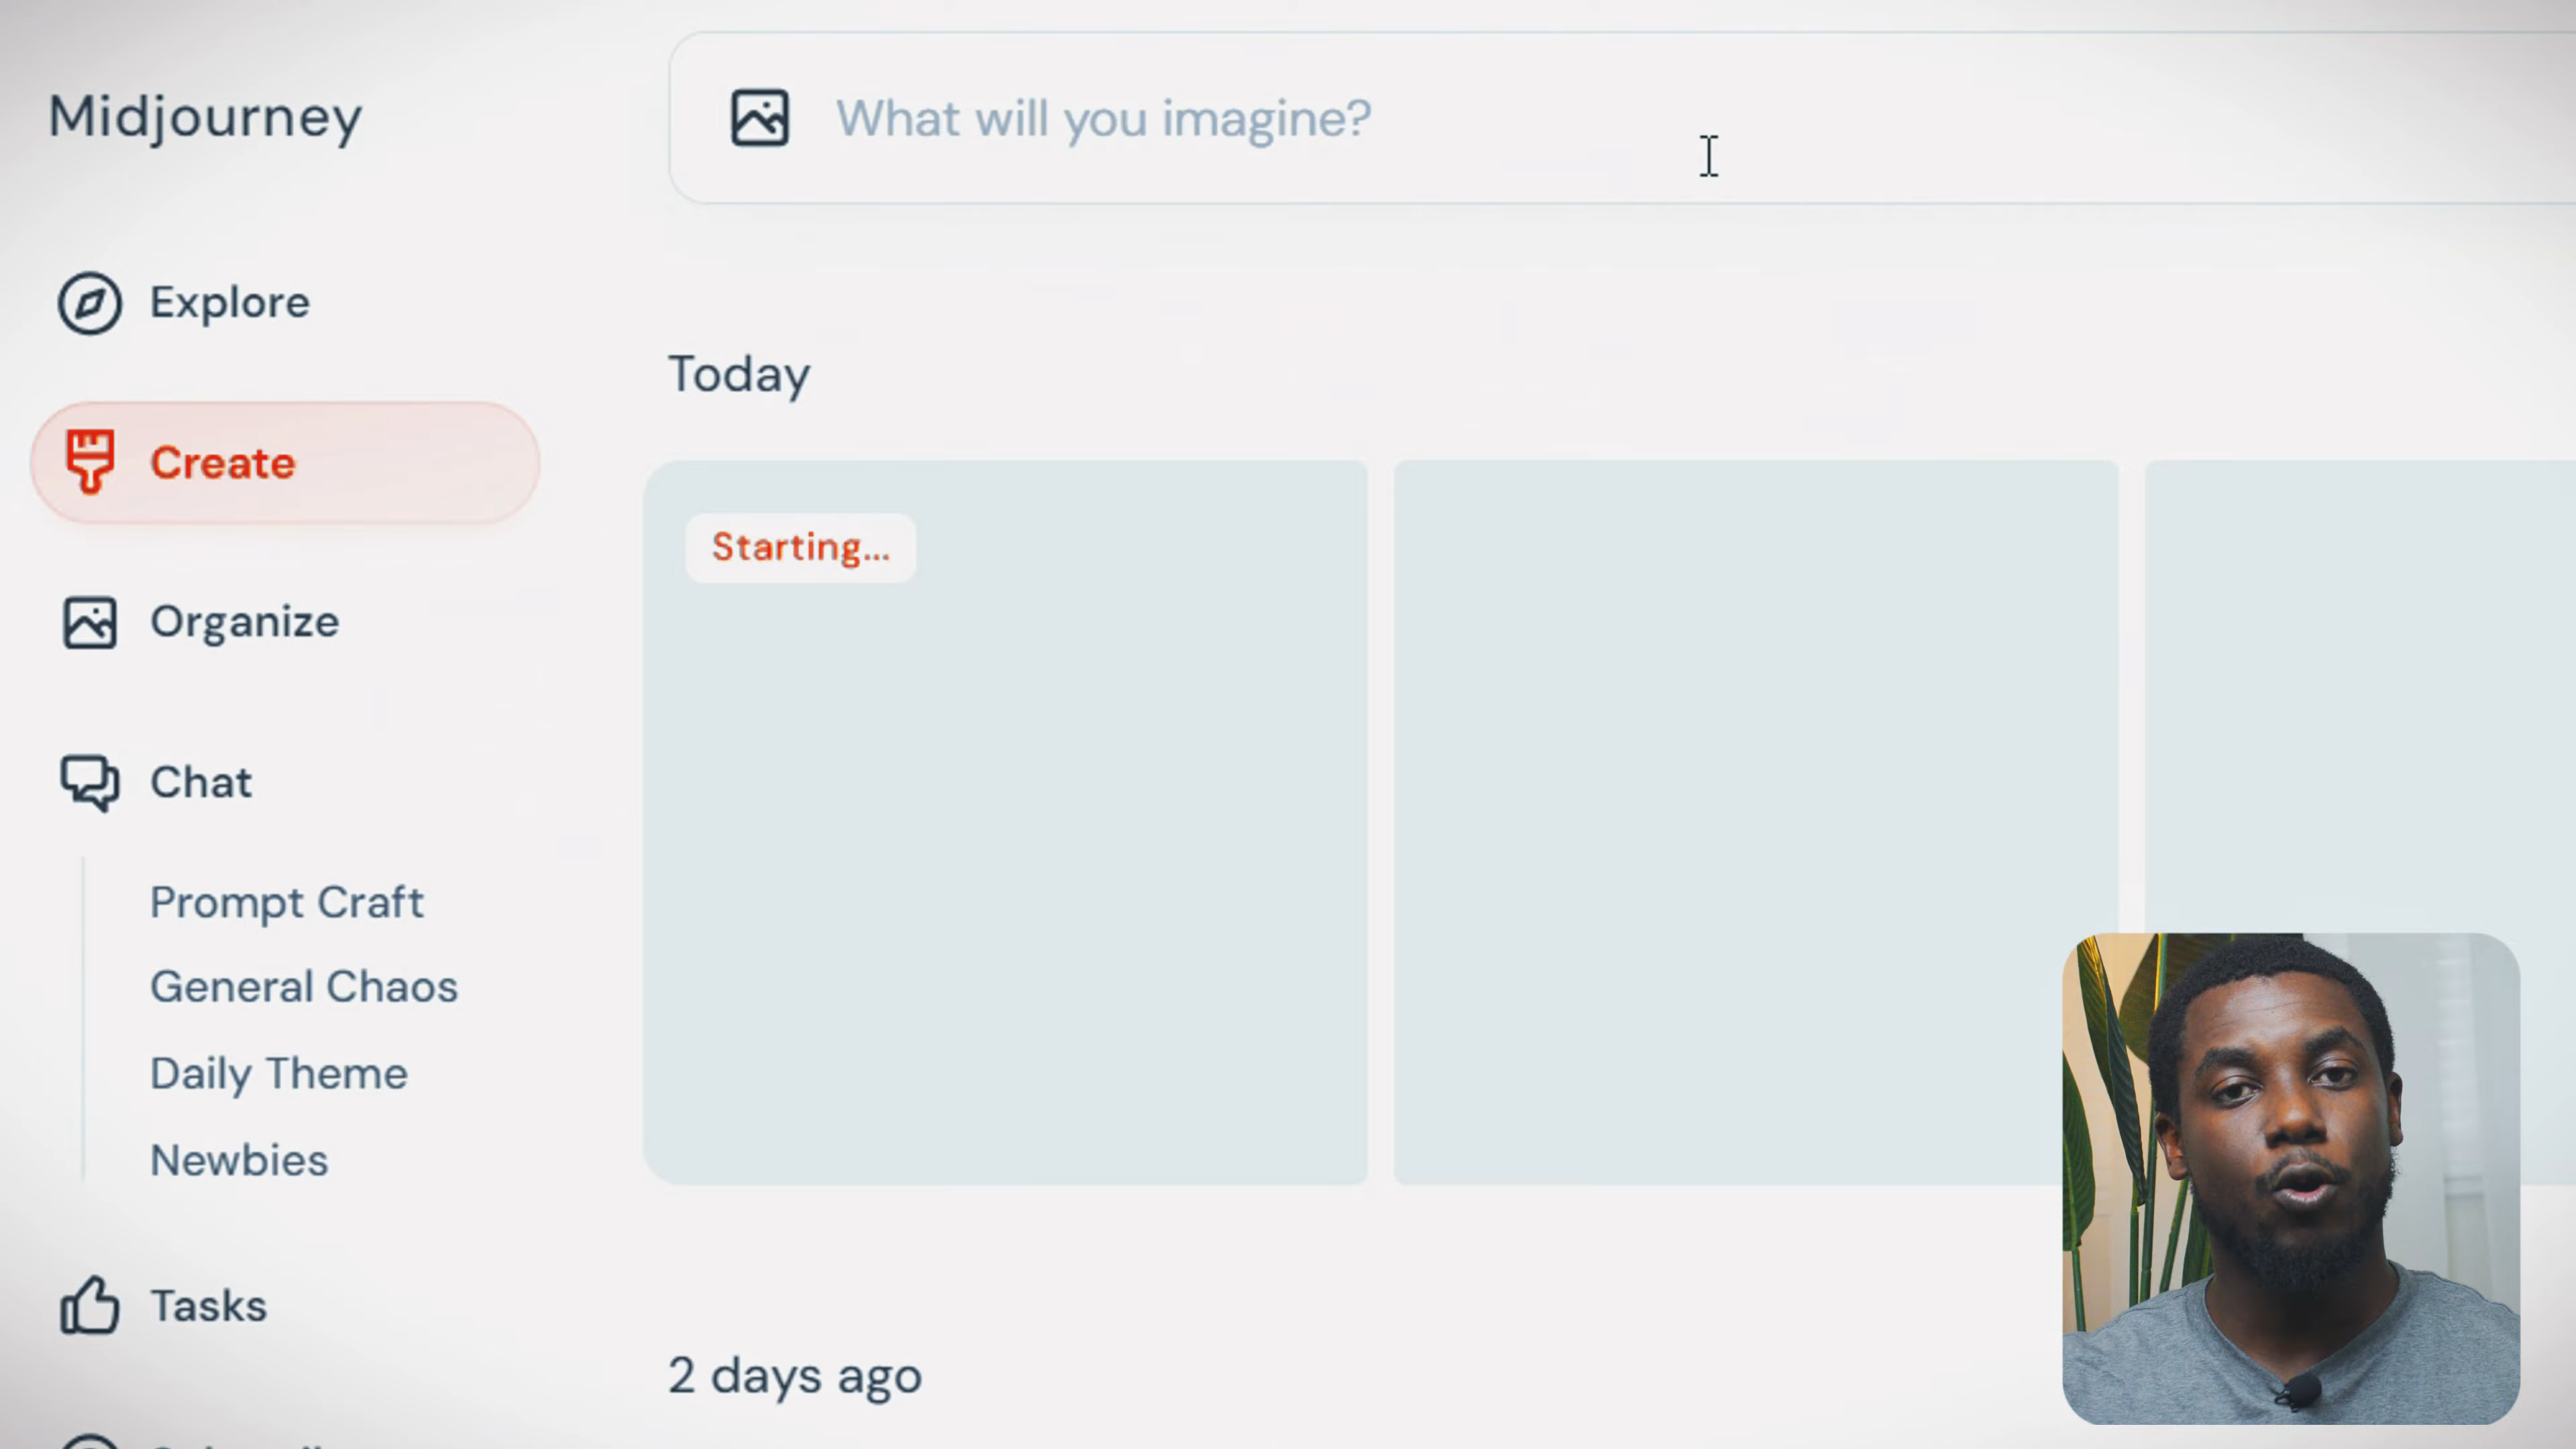 Midjourney
What will you imagine?
Explore
Create
Organize
Chat
Prompt Craft
General Chaos
Daily Theme
Newbies
Tasks
Today
Starting...
2 days ago